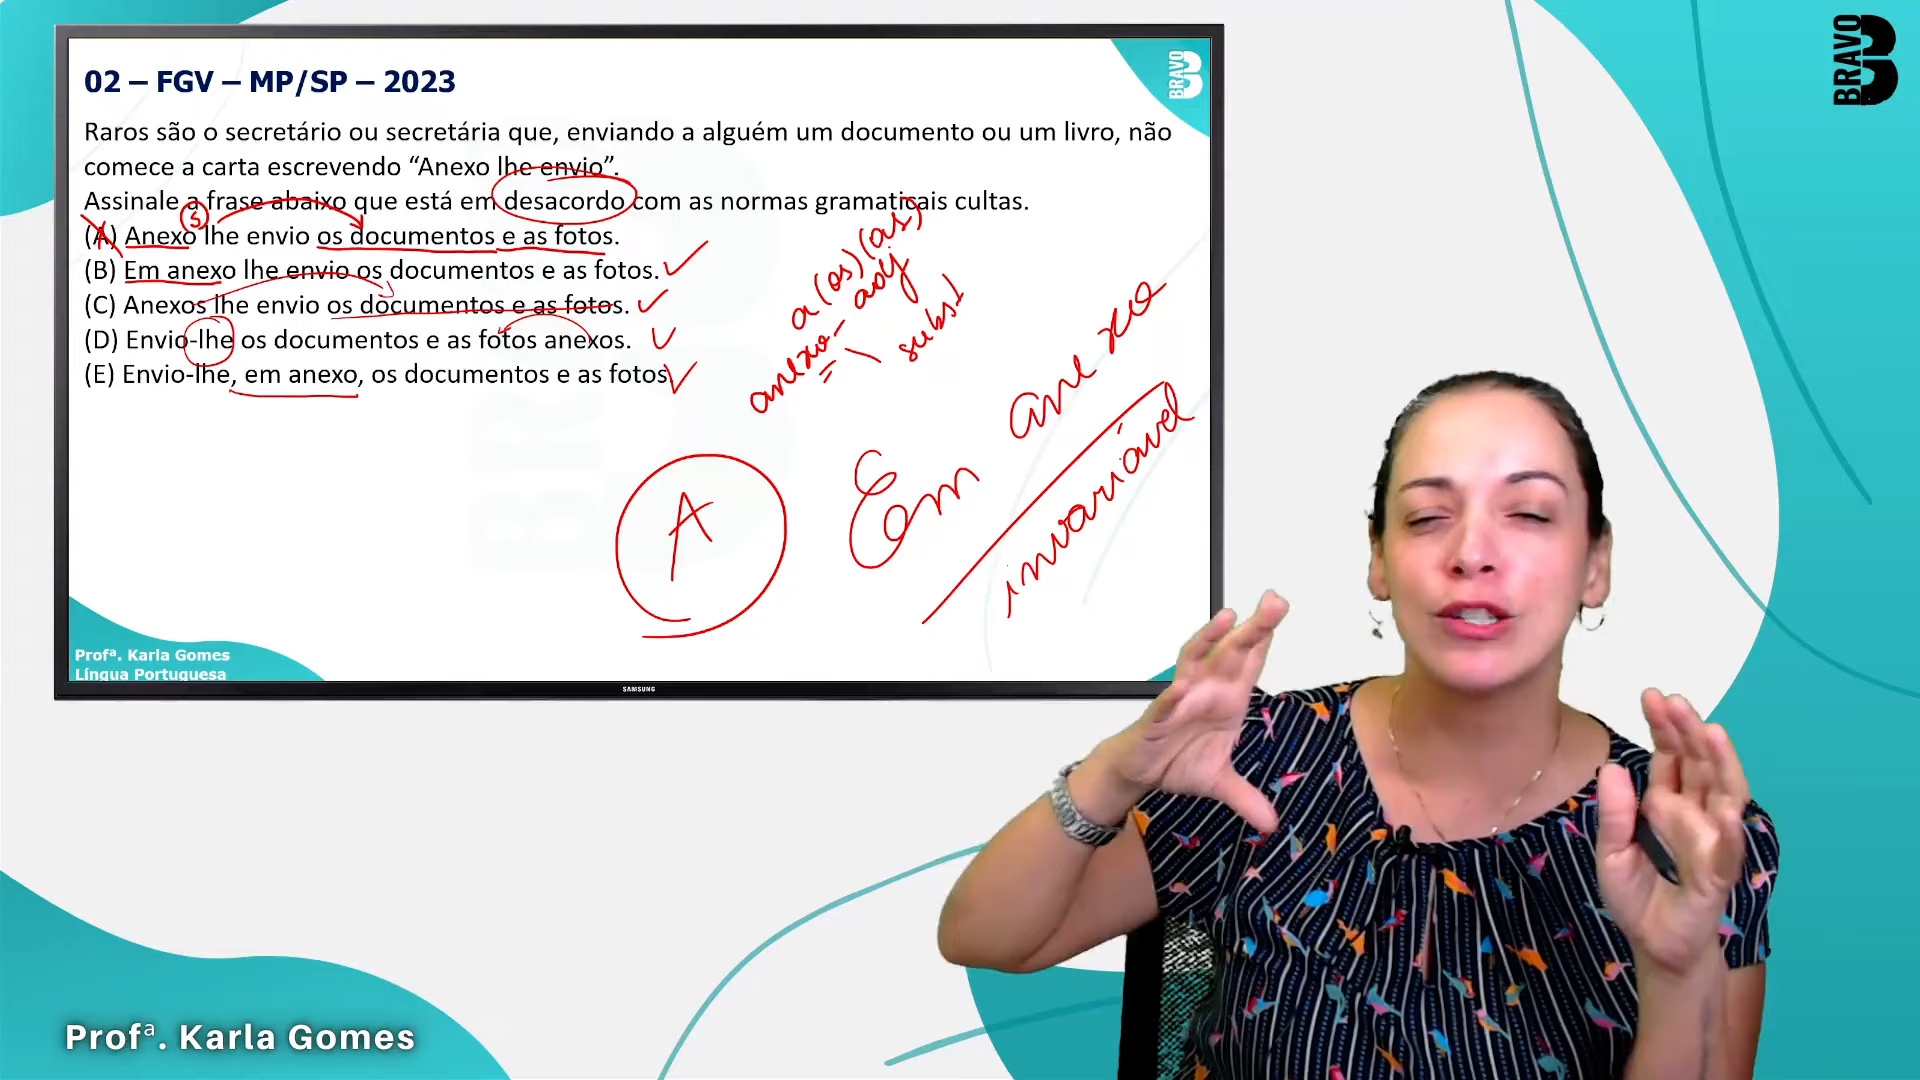 BRAVO
BRAVO
02 – FGV – MP/SP – 2023
Raros são o secretário ou secretária que, enviando a alguém um documento ou um livro, não
comece a carta escrevendo “Anexo lhe envio”.
Assinale a frase abaixo que está em desacordo com as normas gramaticais cultas.
(A) Anexo lhe envio os documentos e as fotos.
(B) Em anexo lhe envio os documentos e as fotos.
(C) Anexos lhe envio os documentos e as fotos.
(D) Envio-lhe os documentos e as fotos anexos.
(E) Envio-lhe, em anexo, os documentos e as fotos.
S
a (os) (as)
anexo - adj
subst
A
Em anexo
invariável
Profª. Karla Gomes
Língua Portuguesa
SAMSUNG
Profª. Karla Gomes